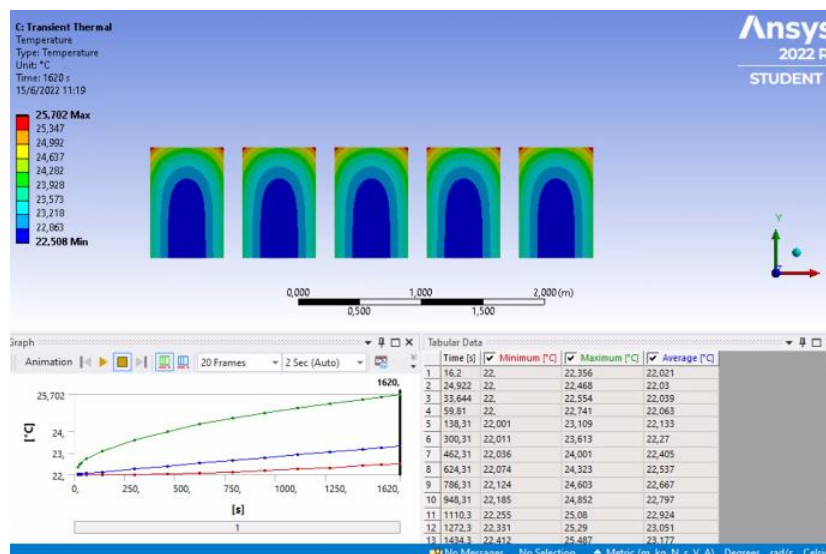 C: Transient Thermal
Temperature
Type: Temperature
Unit: °C
Time: 1620 s
15/6/2022 11:19
25,702 Max
25,347
24,992
24,637
24,282
23,928
23,573
23,218
22,863
22,508 Min
Ansys
2022 R
STUDENT
Y
0,000 1,000 2,000 (m)
0,500 1,500
Graph
Animation 20 Frames 2 Sec (Auto)
1620,
25,702
24,
23,
22,
[°C]
0, 250, 500, 750, 1000, 1250, 1620,
[s]
1
Tabular Data
Time [s] Minimum [°C] Maximum [°C] Average [°C]
1 16,2 22, 22,356 22,021
2 24,922 22, 22,468 22,03
3 33,644 22, 22,554 22,039
4 59,81 22, 22,741 22,063
5 138,31 22,001 23,109 22,133
6 300,31 22,011 23,613 22,27
7 462,31 22,036 24,001 22,405
8 624,31 22,074 24,323 22,537
9 786,31 22,124 24,603 22,667
10 948,31 22,185 24,852 22,797
11 1110,3 22,255 25,08 22,924
12 1272,3 22,331 25,29 23,051
13 1434,3 22,412 25,487 23,177
No Messages No Selection Metric (m, kg, N, s, V, A) Degrees rad/s Celsi